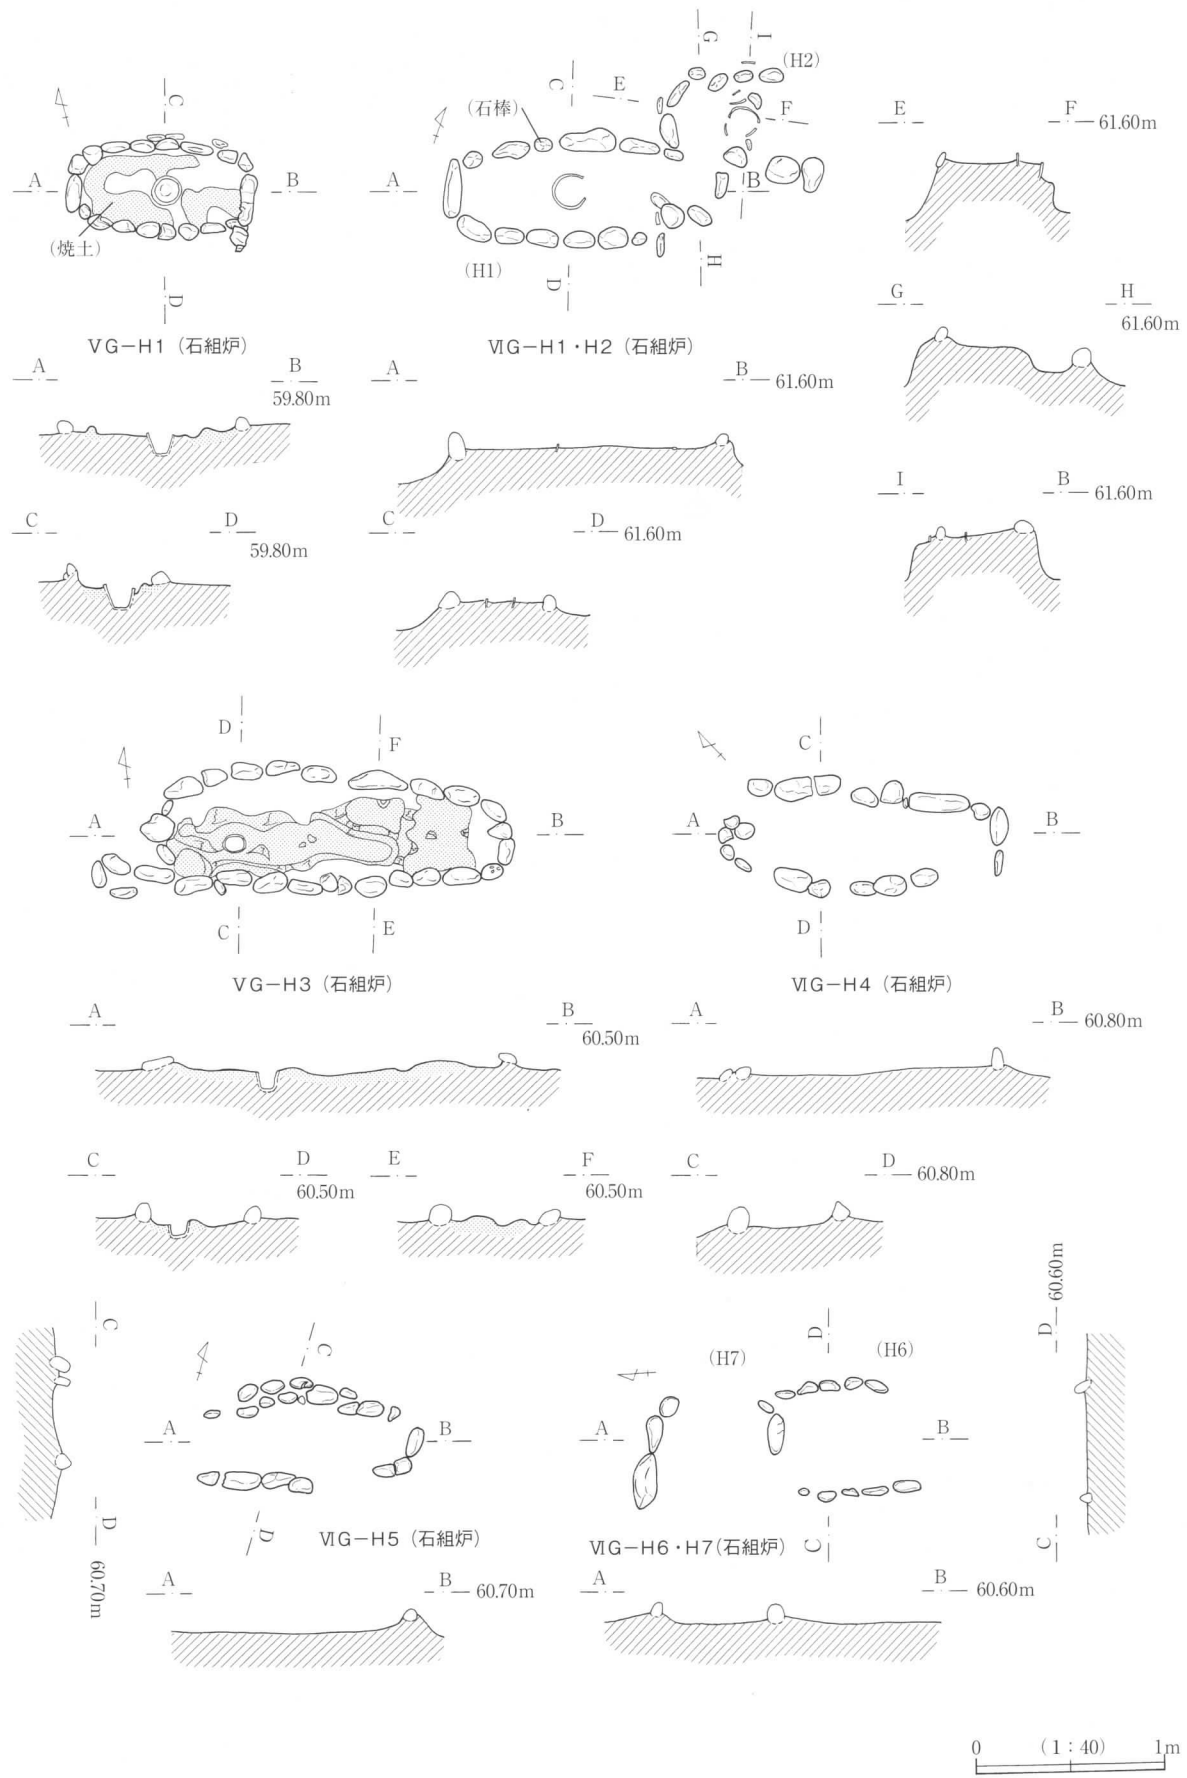 C
A
B
(焼土)
D
VG−H1 (石組炉)
A
B
59.80m
C
D
59.80m
G
I
(H2)
C
E
(石棒)
F
A
B
(H1)
D
H
ⅥG−H1・H2 (石組炉)
A
B 61.60m
C
D 61.60m
E
F 61.60m
G
H
61.60m
I
B 61.60m
D
F
A
B
C
E
VG−H3 (石組炉)
A
B
60.50m
C
D
60.50m
E
F
60.50m
C
A
B
D
ⅥG−H4 (石組炉)
A
B 60.80m
C
D 60.80m
C
D
60.70m
C
A
B
D
ⅥG−H5 (石組炉)
A
B 60.70m
D
(H7)
(H6)
A
B
C
ⅥG−H6・H7(石組炉)
A
B 60.60m
D 60.60m
C
0 (1:40) 1m